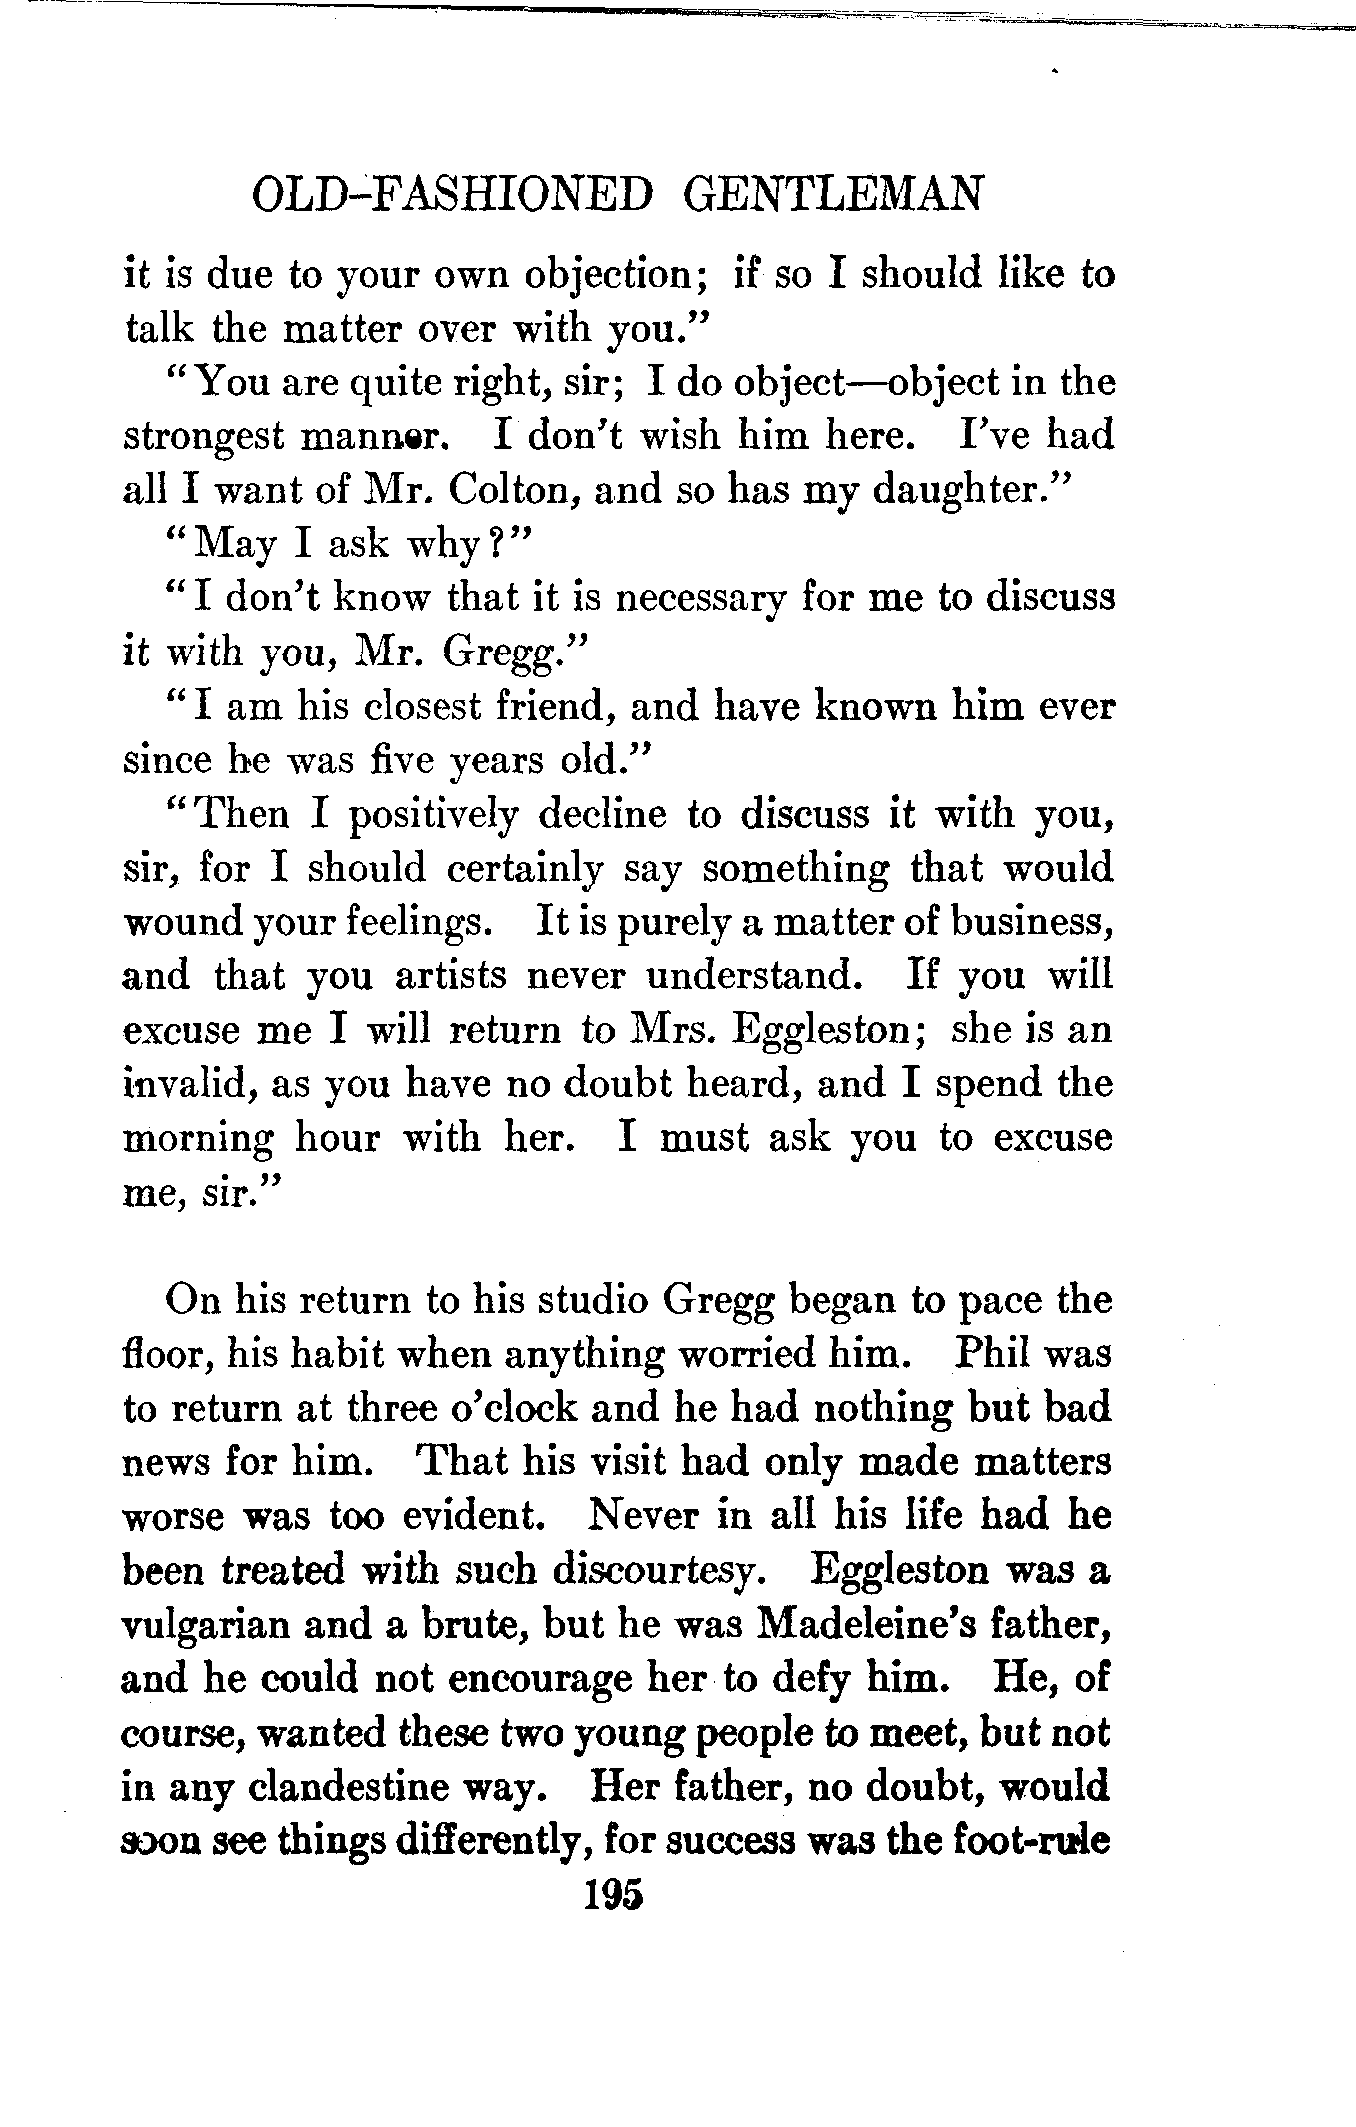 OLD-FASHIONED GENTLEMAN
it is due to your own objection; if so I should like to
talk the matter over with you."
"You are quite right, sir; I do object—object in the
strongest manner. I don't wish him here. I've had
all I want of Mr. Colton, and so has my daughter."
"May I ask why?"
"I don't know that it is necessary for me to discuss
it with you, Mr. Gregg."
"I am his closest friend, and have known him ever
since he was five years old."
"Then I positively decline to discuss it with you,
sir, for I should certainly say something that would
wound your feelings. It is purely a matter of business,
and that you artists never understand. If you will
excuse me I will return to Mrs. Eggleston; she is an
invalid, as you have no doubt heard, and I spend the
morning hour with her. I must ask you to excuse
me, sir."
On his return to his studio Gregg began to pace the
floor, his habit when anything worried him. Phil was
to return at three o'clock and he had nothing but bad
news for him. That his visit had only made matters
worse was too evident. Never in all his life had he
been treated with such discourtesy. Eggleston was a
vulgarian and a brute, but he was Madeleine's father,
and he could not encourage her to defy him. He, of
course, wanted these two young people to meet, but not
in any clandestine way. Her father, no doubt, would
soon see things differently, for success was the foot-rule
195